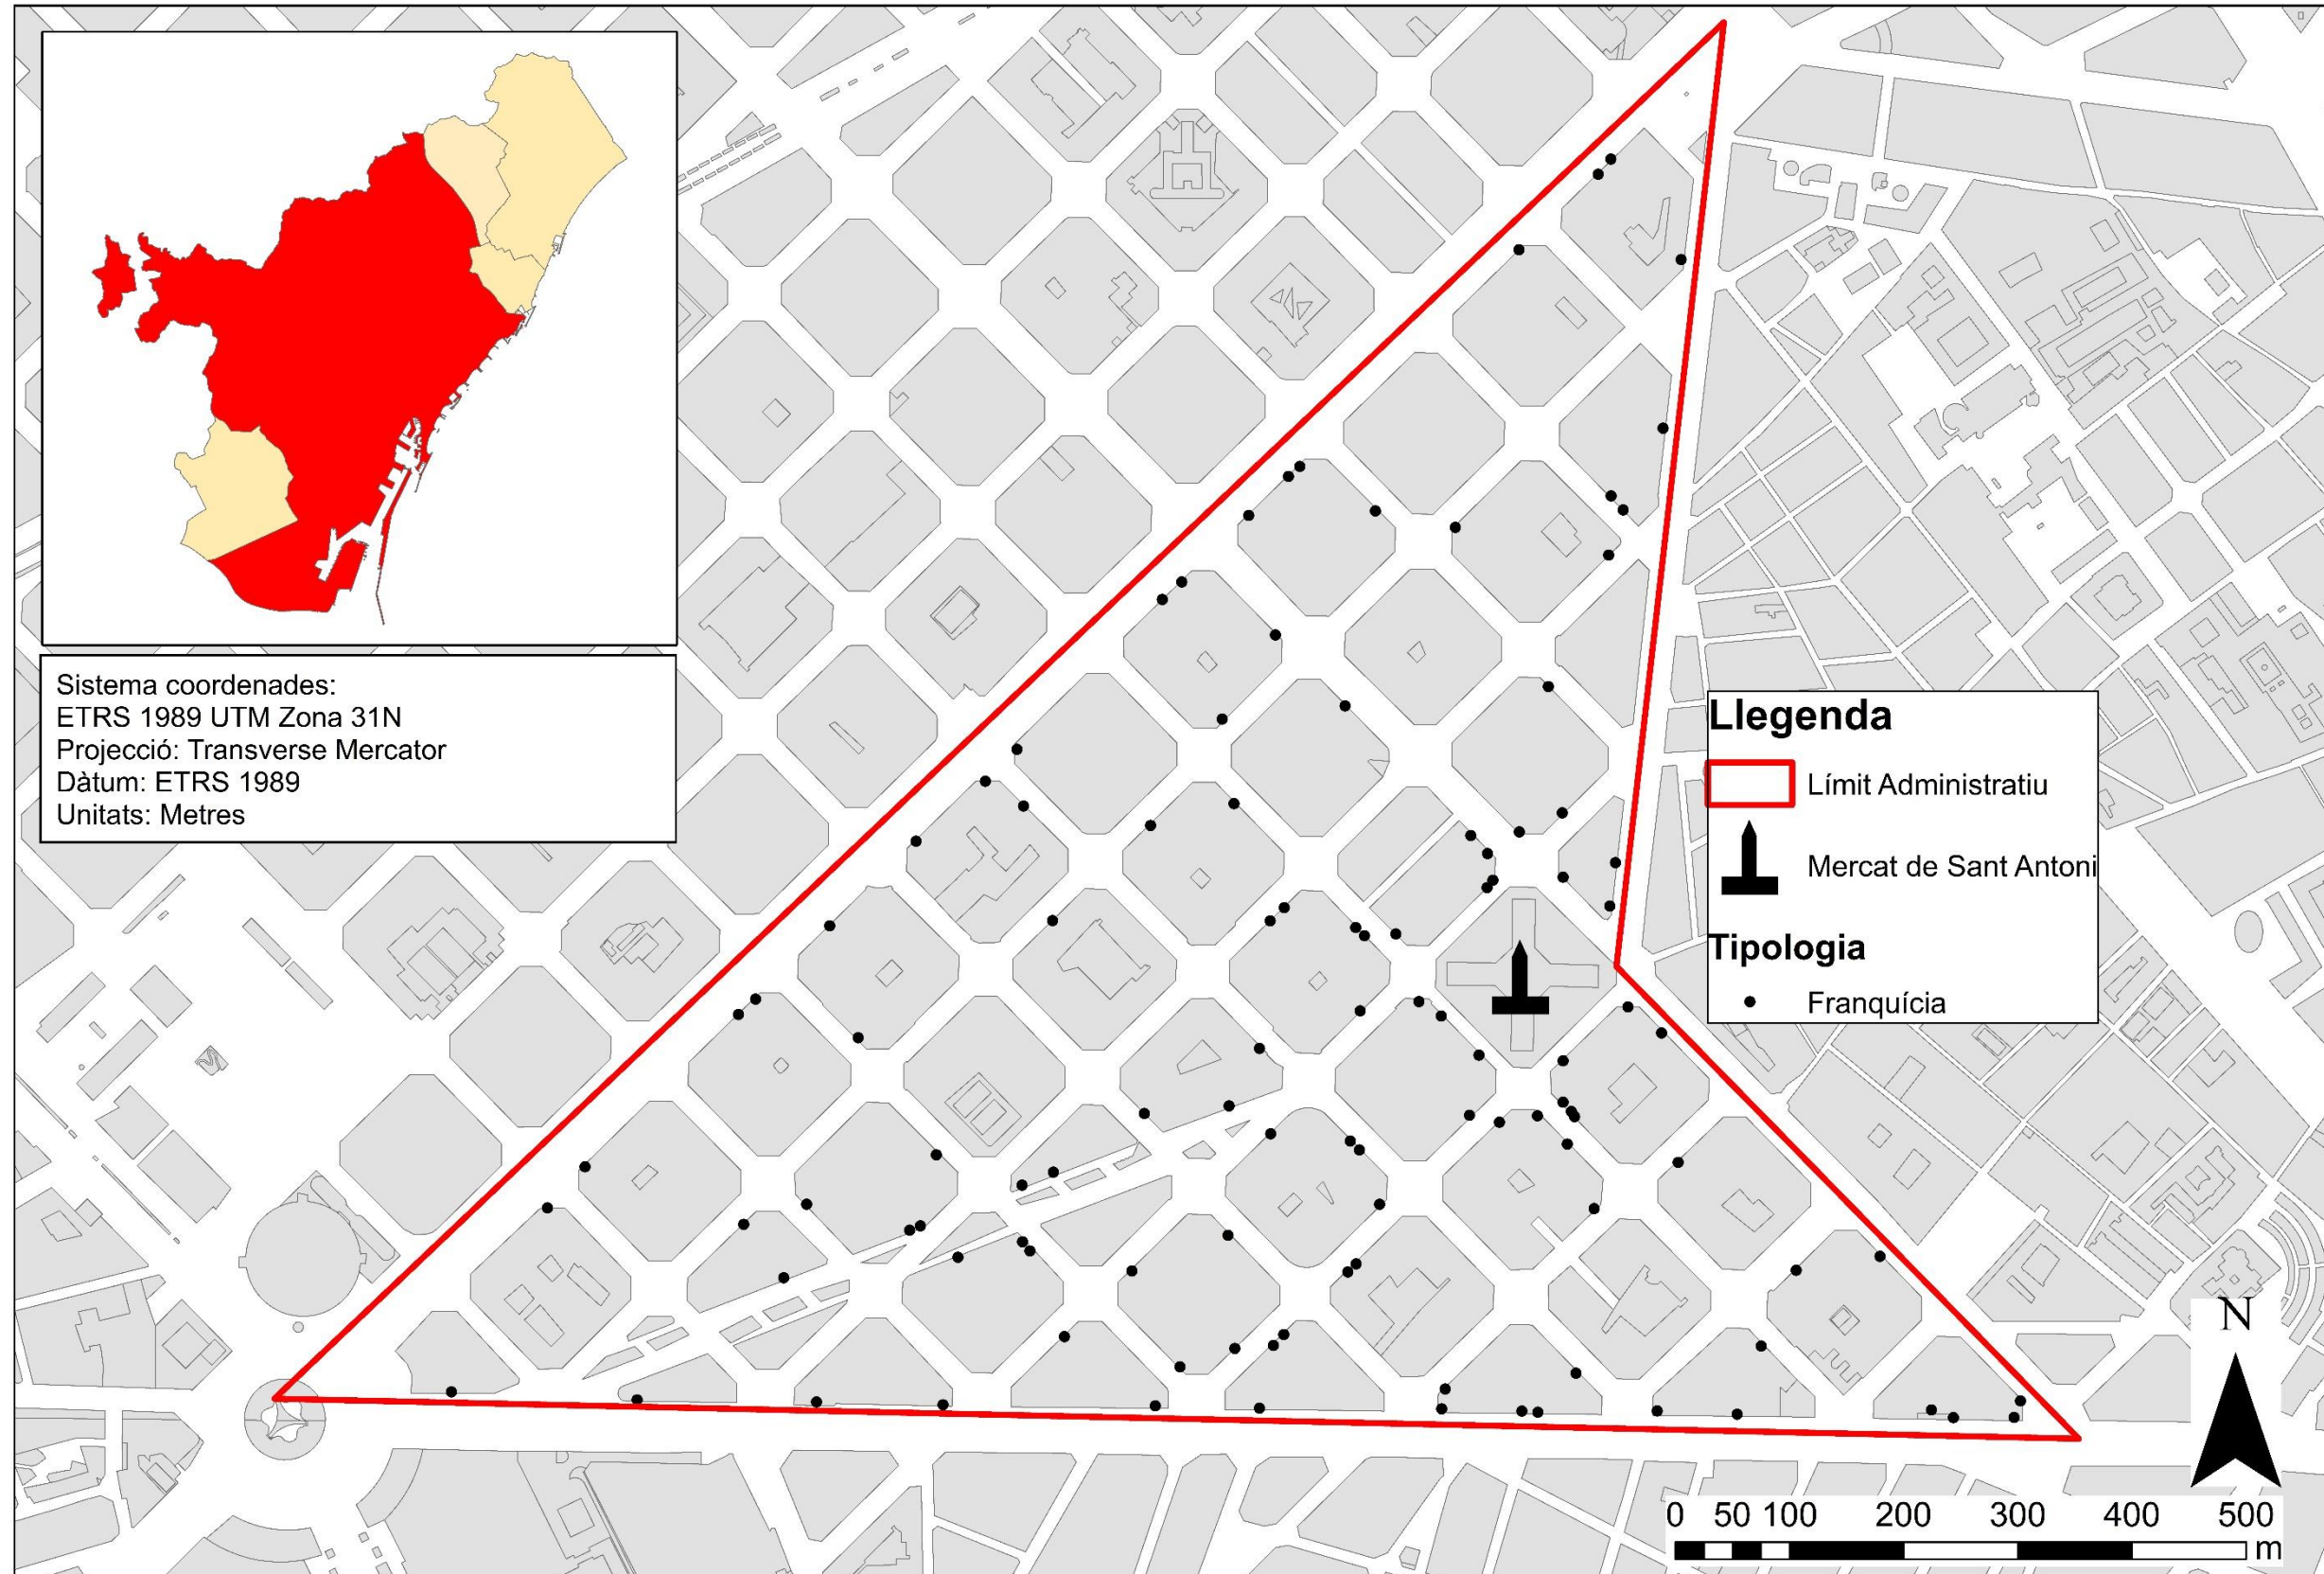 Sistema coordenades:
ETRS 1989 UTM Zona 31N
Projecció: Transverse Mercator
Dàtum: ETRS 1989
Unitats: Metres
Llegenda
Límit Administratiu
Mercat de Sant Antoni
Tipologia
Franquícia
N
0 50 100 200 300 400 500
m